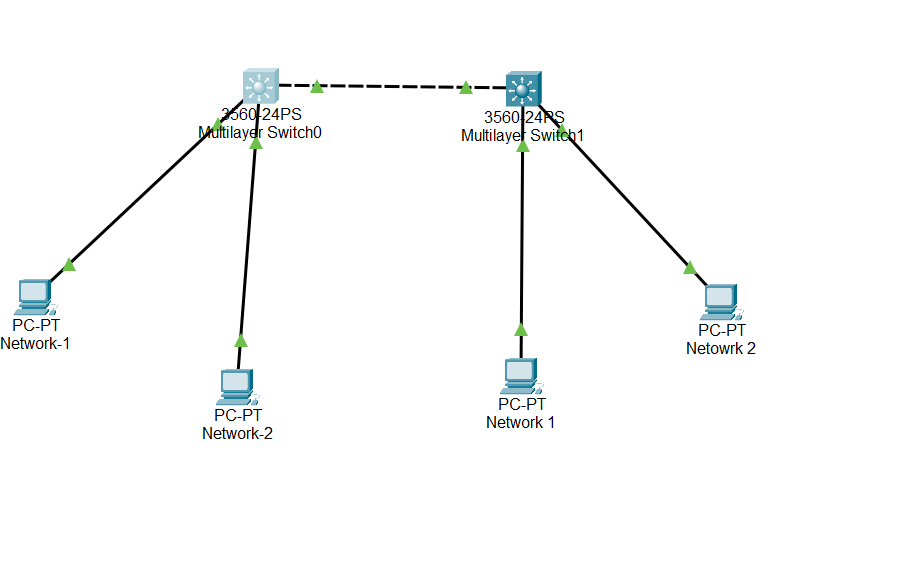 3560-24PS
Multilayer Switch0
3560-24PS
Multilayer Switch1
PC-PT
Network-1
PC-PT
Network-2
PC-PT
Network 1
PC-PT
Netowrk 2